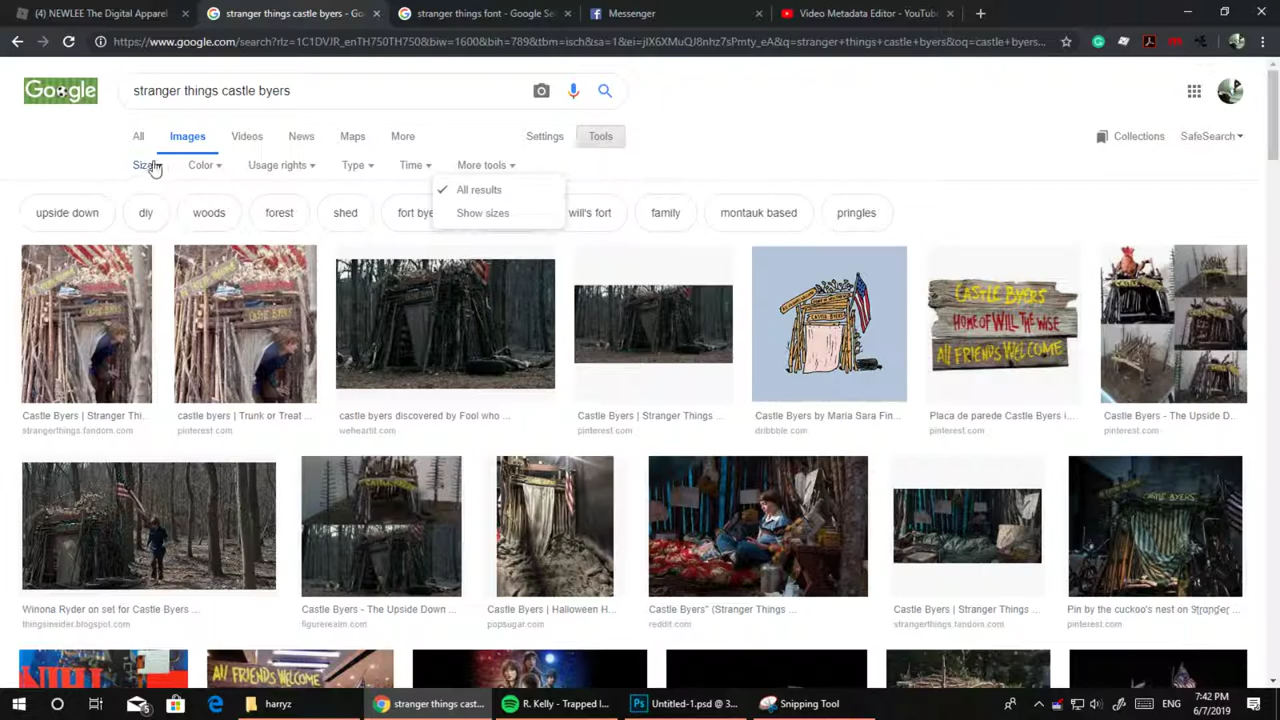 (4) NEWLEED The Digital Apparel
stranger things castle byers - Go
stranger things font - Google Se
Messenger
Video Metadata Editor - YouTube
https://www.google.com/search?rlz=1C1DVJR_enTH750TH750&biw=1600&bih=789&tbm=isch&sa=1&ei=jIX6XMuQJ8nhz7sPmty_eA&q=stranger+things+castle+byers&oq=castle+byers...
Google
stranger things castle byers
All
Images
Videos
News
Maps
More
Settings
Tools
Collections
SafeSearch
Size
Color
Usage rights
Type
Time
More tools
All results
Show sizes
upside down
diy
woods
forest
shed
fort bye
will's fort
family
montauk based
pringles
CASTLE BYERS
HOME OF WILL THE WISE
ALL FRIENDS WELCOME
Castle Byers | Stranger Thi...
castle byers | Trunk or Treat ...
castle byers discovered by Fool who ...
Castle Byers | Stranger Things ...
Castle Byers by Maria Sara Fin...
Placa de parede Castle Byers i...
Castle Byers - The Upside D...
strangerthings.fandom.com
pinterest.com
weheartit.com
pinterest.com
dribbble.com
pinterest.com
pinterest.com
CASTLE BYERS
Winona Ryder on set for Castle Byers ...
Castle Byers - The Upside Down ...
Castle Byers | Halloween H...
Castle Byers" (Stranger Things ...
Castle Byers | Stranger Things ...
Pin by the cuckoo's nest on Stranger ...
thingsinsider.blogspot.com
figurerealm.com
popsugar.com
reddit.com
strangerthings.fandom.com
pinterest.com
ALL FRIENDS WELCOME
harryz
stranger things cast...
R. Kelly - Trapped I...
Untitled-1.psd @ 3...
Snipping Tool
7:42 PM
6/7/2019